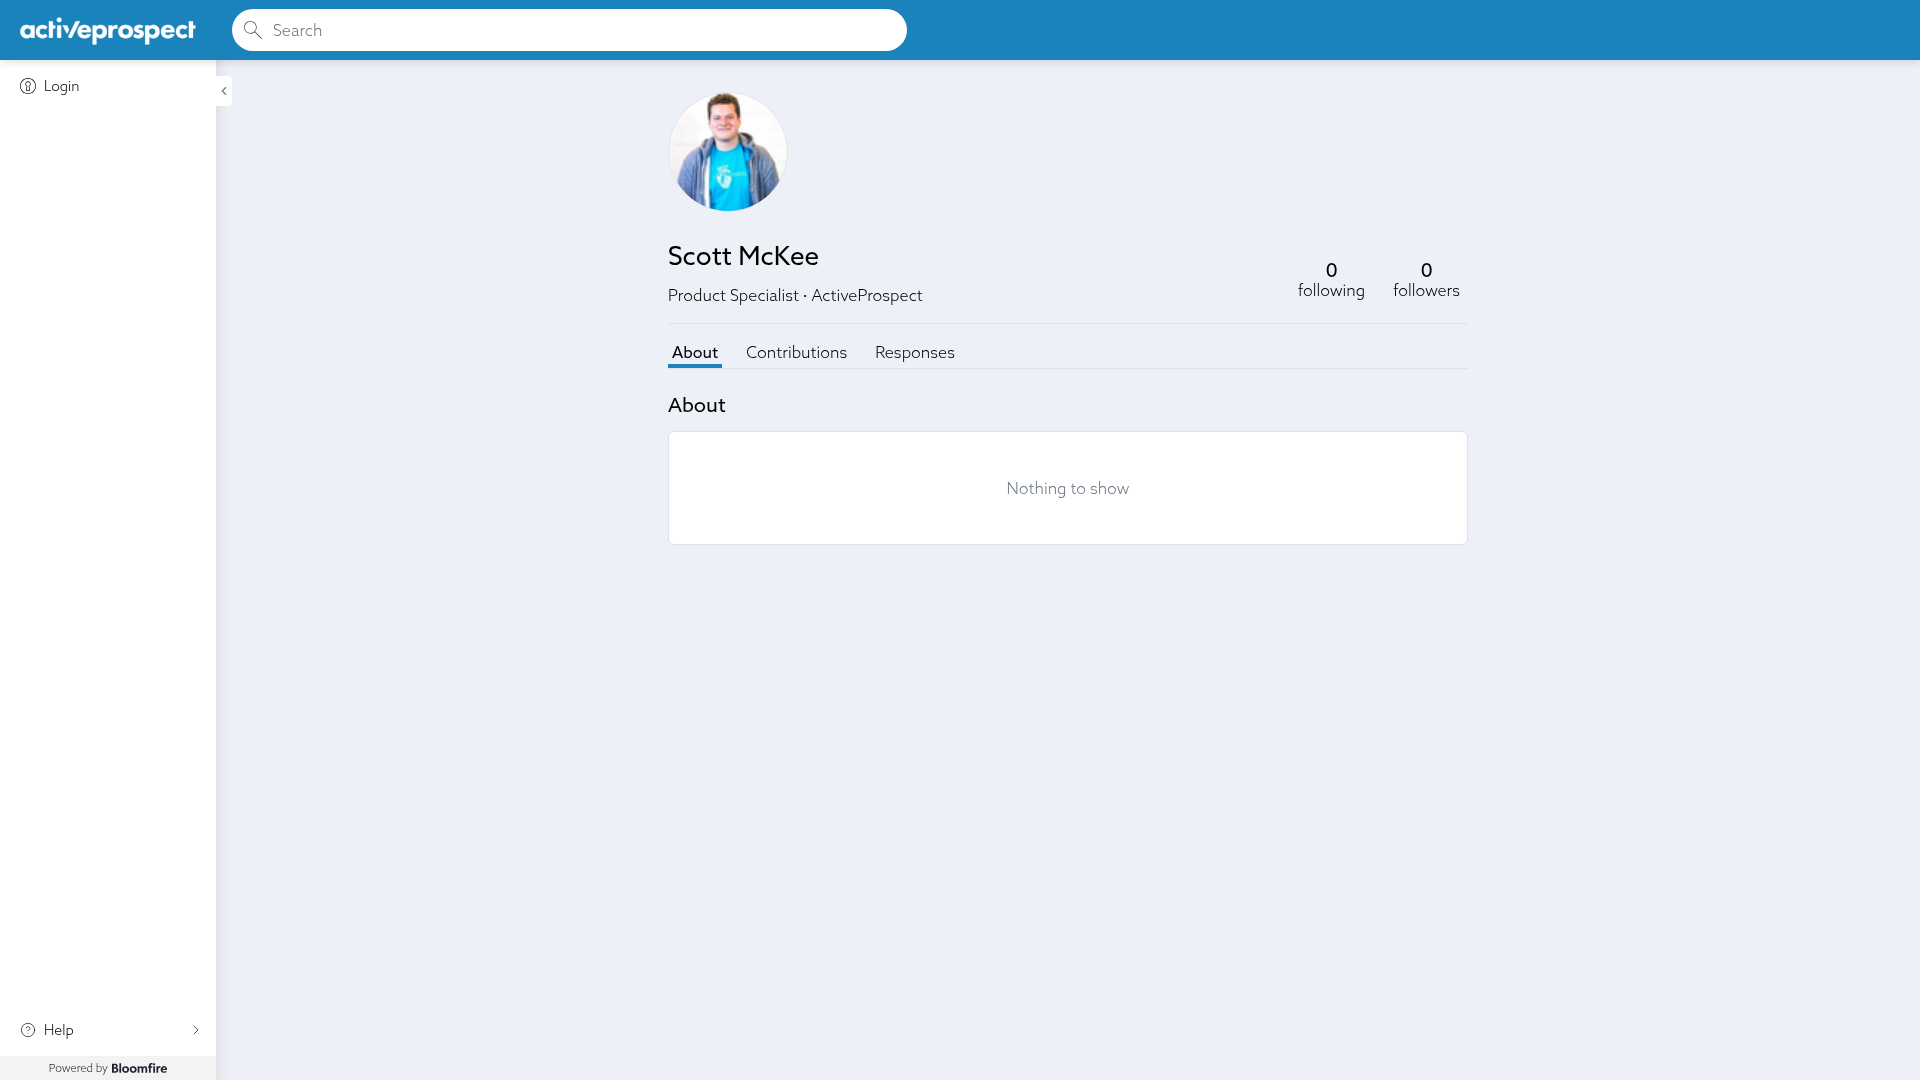 activeprospect
Search
Login
Scott McKee
Product Specialist · ActiveProspect
0
following
0
followers
About
Contributions
Responses
About
Nothing to show
Help
Powered by Bloomfire